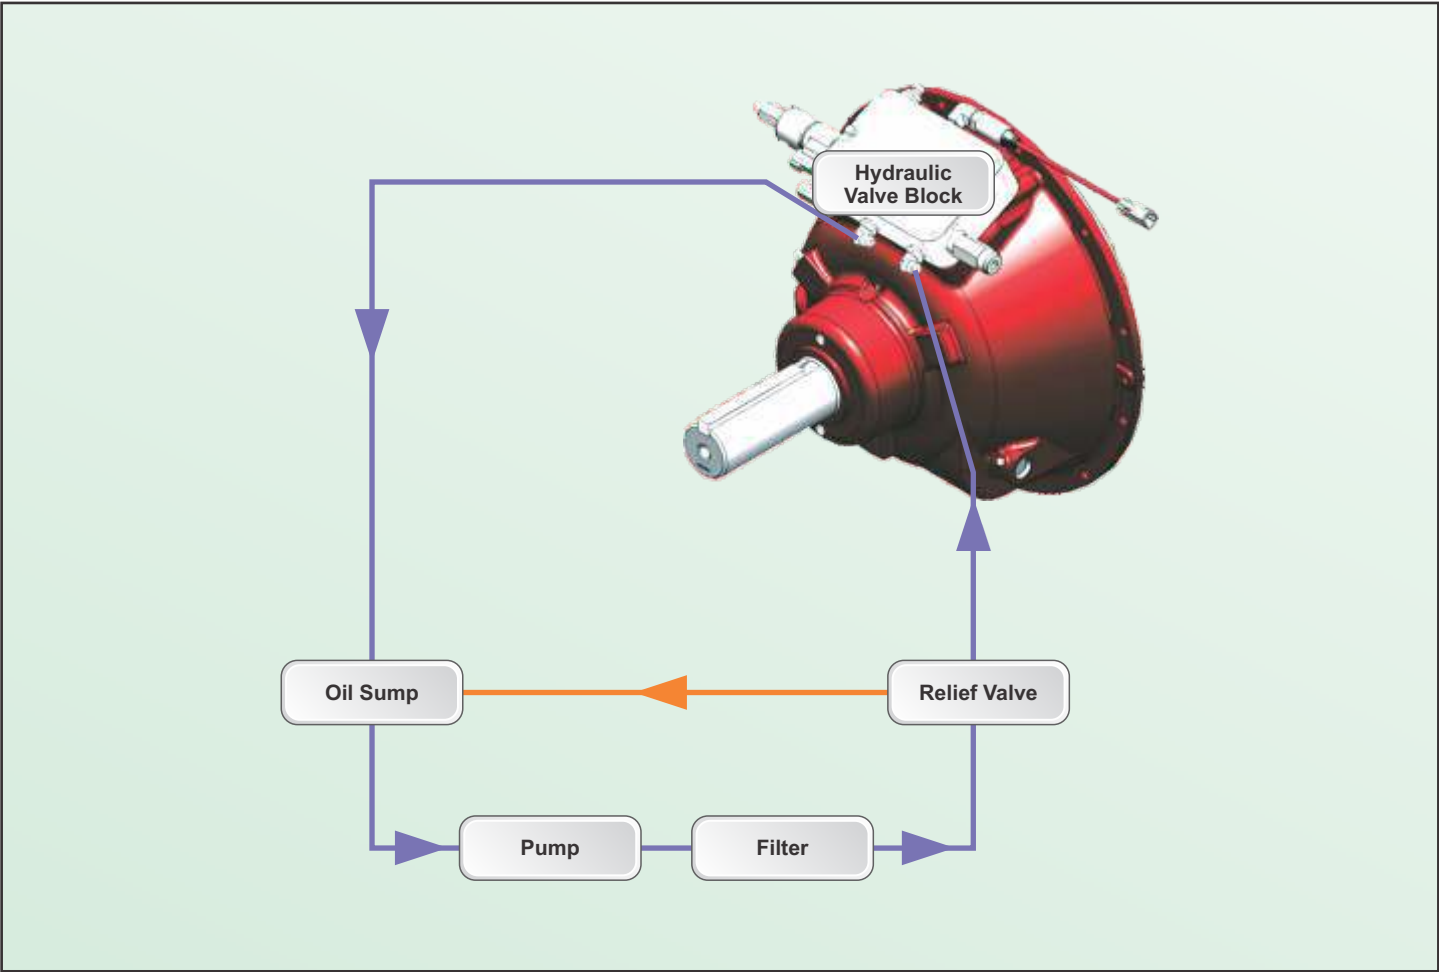 Hydraulic
Valve Block
Oil Sump
Relief Valve
Pump
Filter